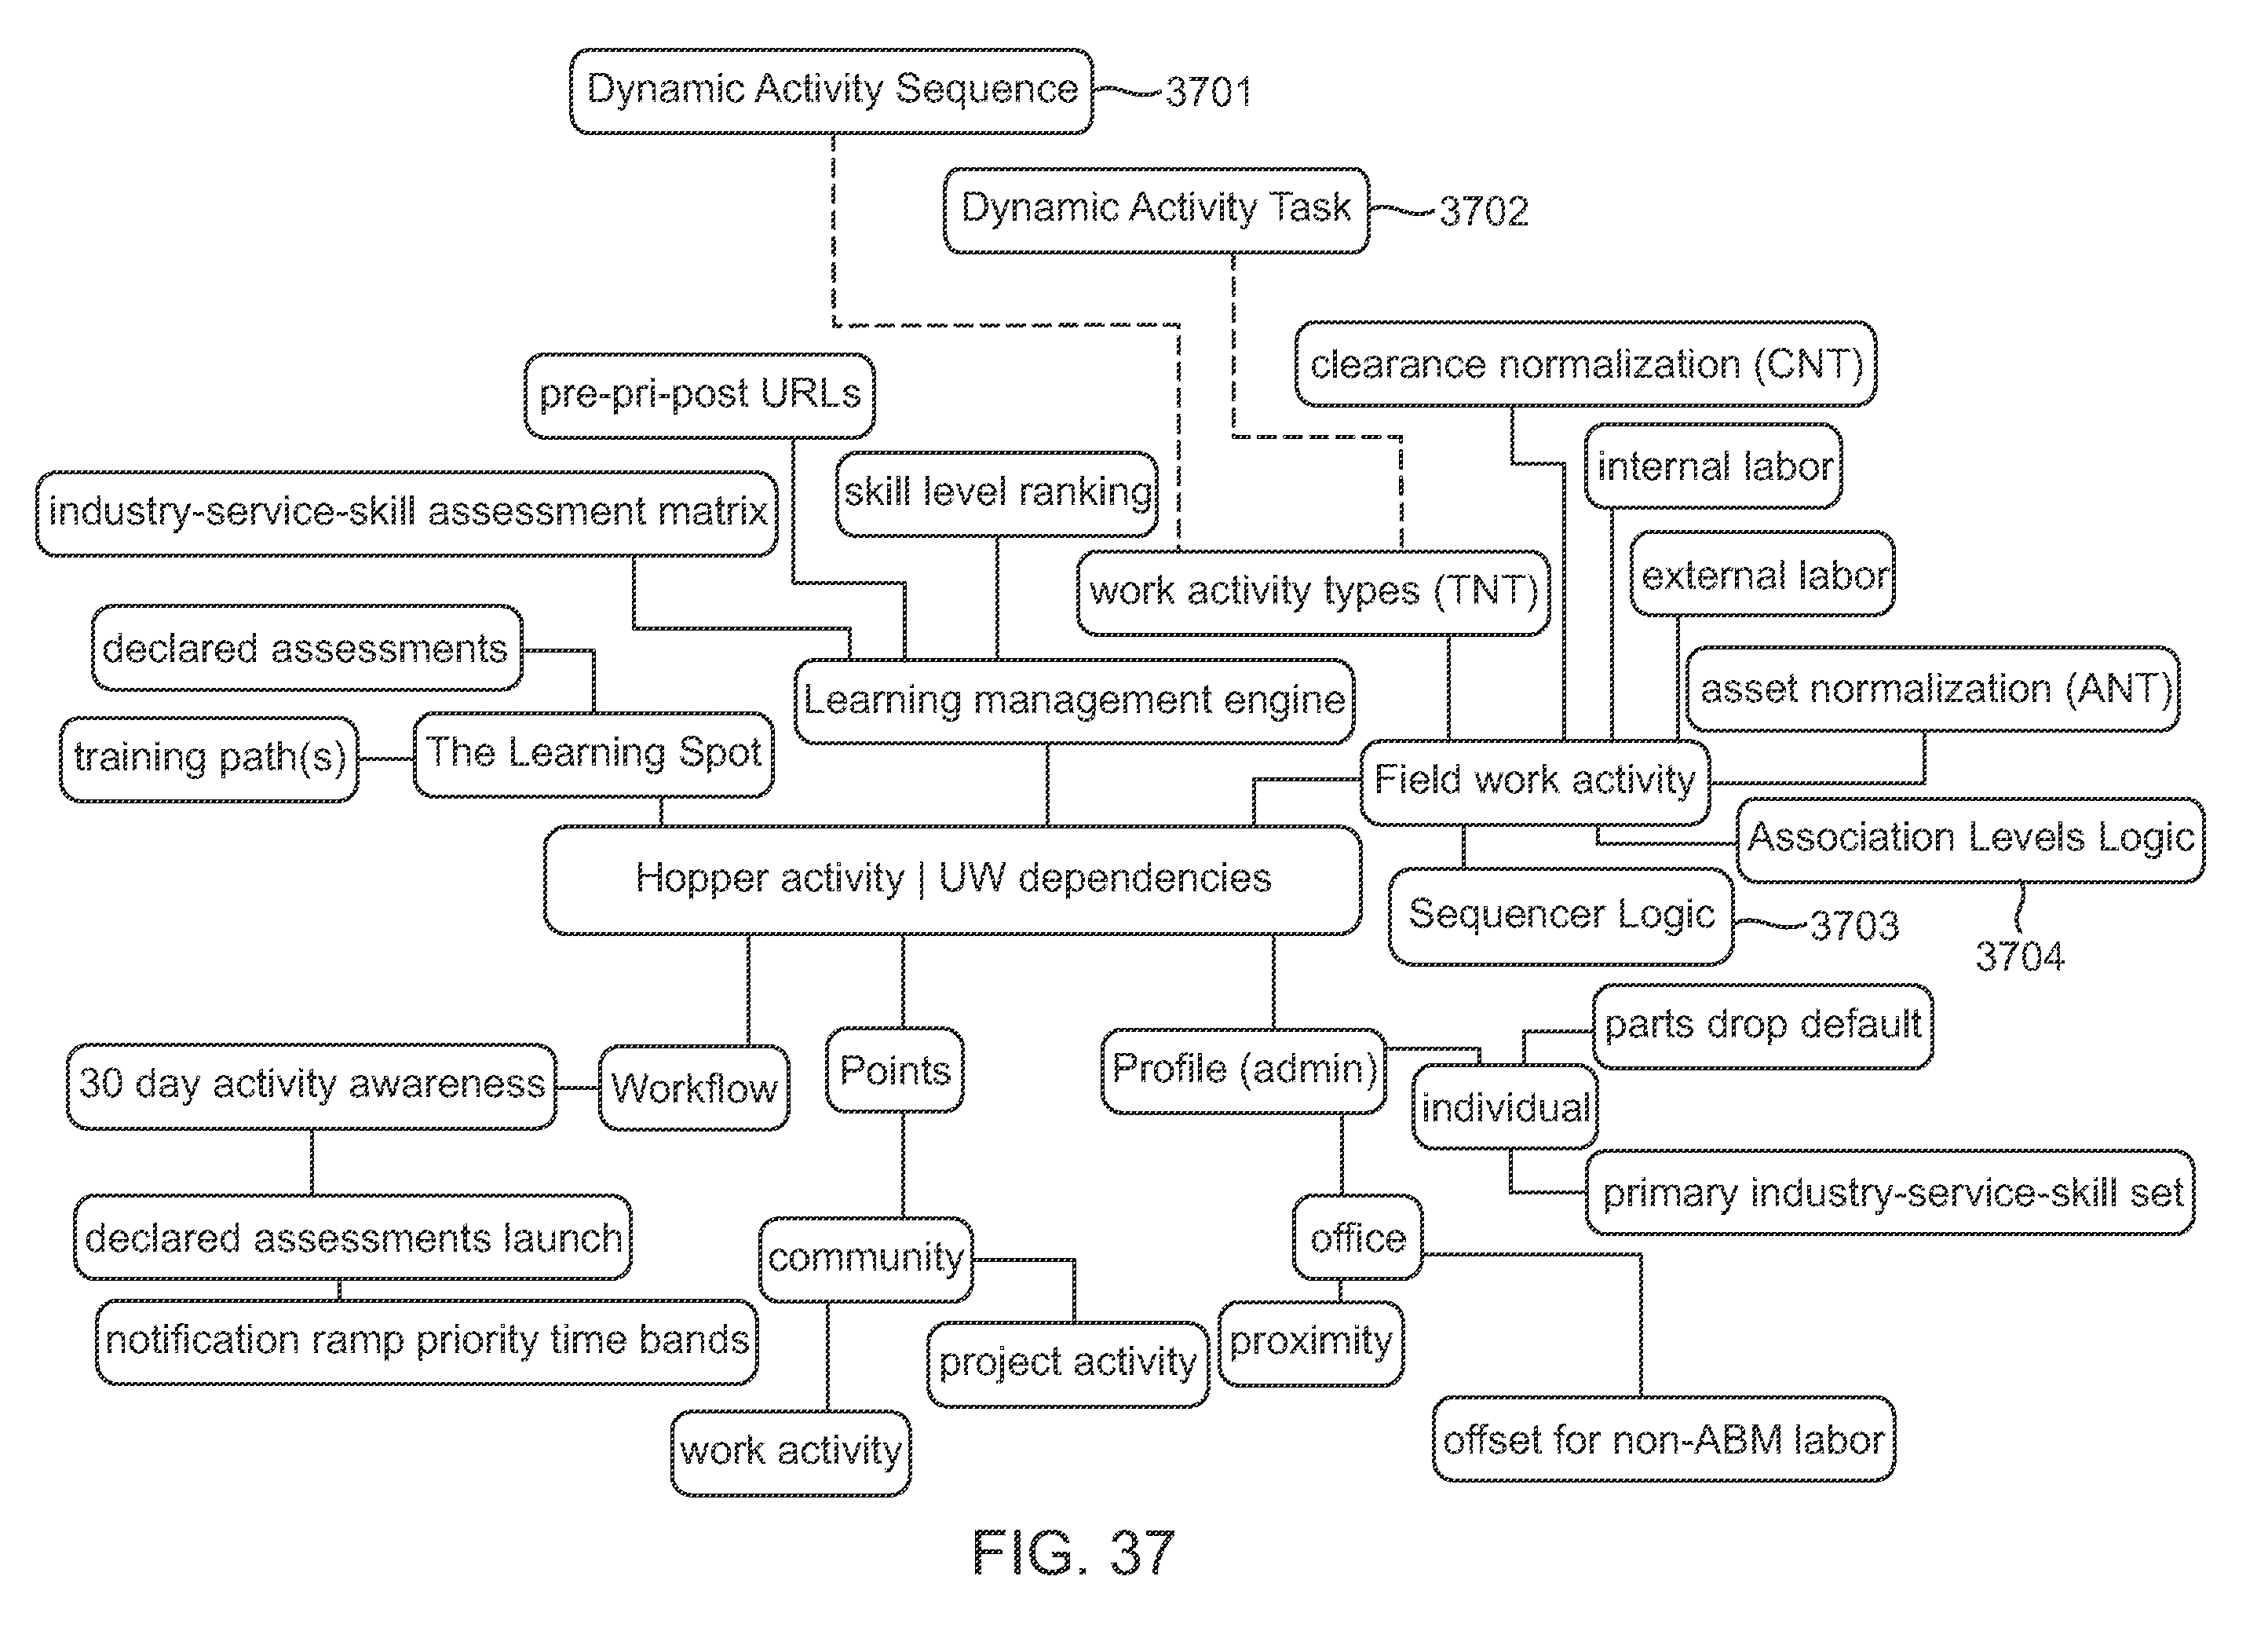 Dynamic Activity Sequence
3701
Dynamic Activity Task
3702
clearance normalization (CNT)
pre-pri-post URLs
internal labor
skill level ranking
industry-service-skill assessment matrix
external labor
work activity types (TNT)
declared assessments
asset normalization (ANT)
Learning management engine
The Learning Spot
training path(s)
Field work activity
Association Levels Logic
Hopper activity | UW dependencies
Sequencer Logic
3703
3704
parts drop default
Points
Profile (admin)
30 day activity awareness
Workflow
individual
primary industry-service-skill set
declared assessments launch
office
community
notification ramp priority time bands
proximity
project activity
offset for non-ABM labor
work activity
FIG. 37